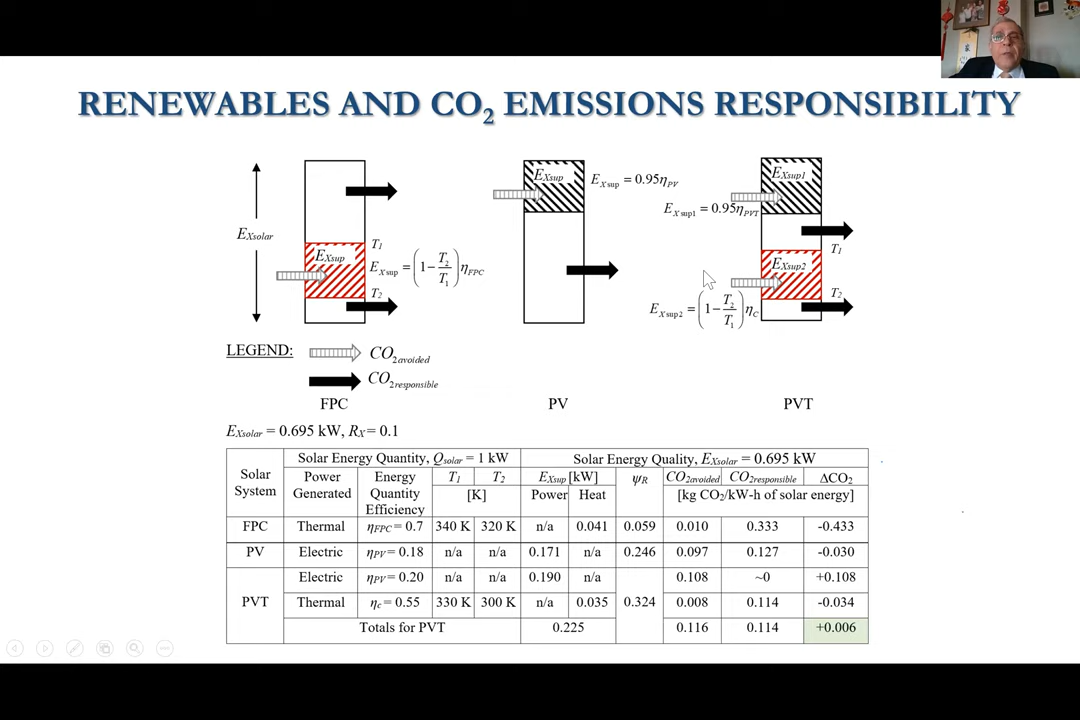 RENEWABLES AND CO2 EMISSIONS RESPONSIBILITY
EXsolar
EXsup
T1
T2
EXsup = (1 − T2/T1) ηFPC
EXsup
EXsup = 0.95ηPV
EXsup1
EXsup1 = 0.95ηPVT
T1
EXsup2
T2
EXsup2 = (1 − T2/T1) ηC
LEGEND:
CO2avoided
CO2responsible
FPC PV PVT
EXsolar = 0.695 kW, RX = 0.1
Solar System
Solar Energy Quantity, Qsolar = 1 kW Solar Energy Quality, EXsolar = 0.695 kW
Power Generated Energy Quantity Efficiency T1 T2 [K] EXsup [kW] Power Heat ψR CO2avoided CO2responsible ΔCO2
[kg CO2/kW-h of solar energy]
FPC Thermal ηFPC = 0.7 340 K 320 K n/a 0.041 0.059 0.010 0.333 -0.433
PV Electric ηPV = 0.18 n/a n/a 0.171 n/a 0.246 0.097 0.127 -0.030
PVT Electric ηPV = 0.20 n/a n/a 0.190 n/a 0.324 0.108 ~0 +0.108
Thermal ηc = 0.55 330 K 300 K n/a 0.035 0.008 0.114 -0.034
Totals for PVT 0.225 0.116 0.114 +0.006